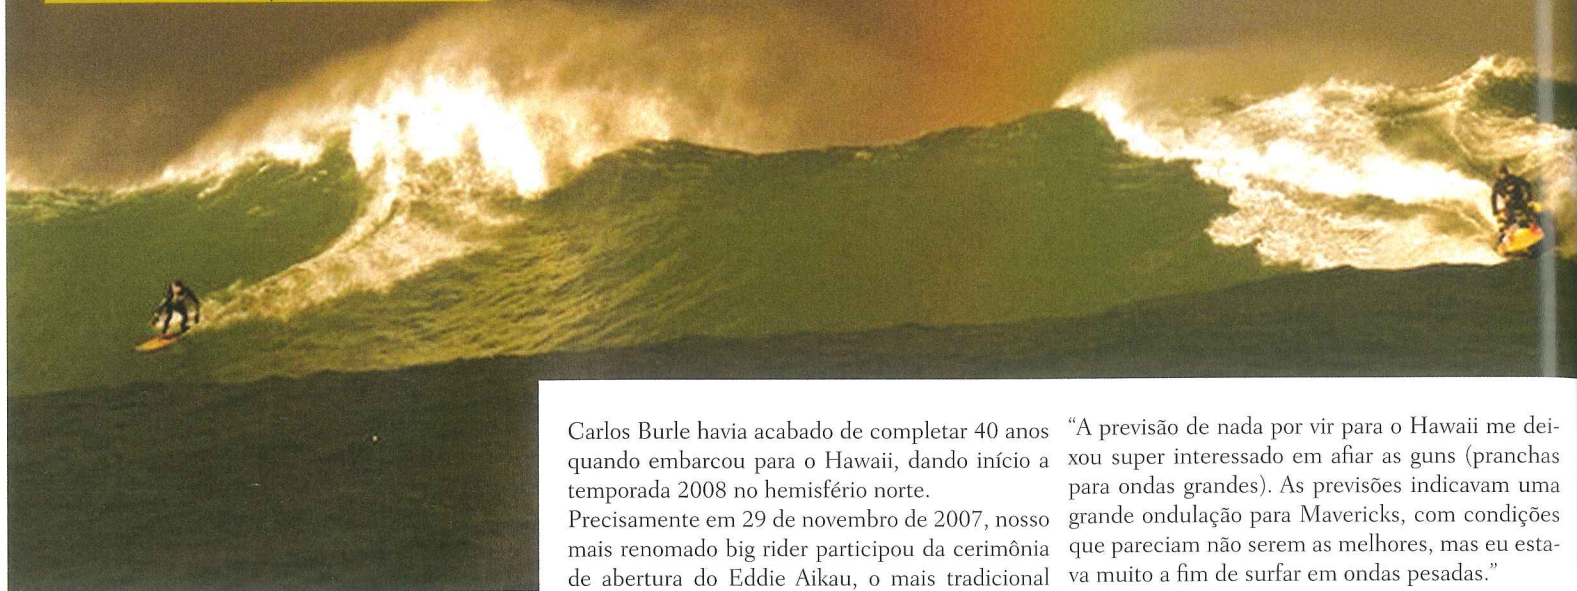 Carlos Burle havia acabado de completar 40 anos
quando embarcou para o Hawaii, dando início a
temporada 2008 no hemisfério norte.
Precisamente em 29 de novembro de 2007, nosso
mais renomado big rider participou da cerimônia
de abertura do Eddie Aikau, o mais tradicional
“A previsão de nada por vir para o Hawaii me dei-
xou super interessado em afiar as guns (pranchas
para ondas grandes). As previsões indicavam uma
grande ondulação para Mavericks, com condições
que pareciam não serem as melhores, mas eu esta-
va muito a fim de surfar em ondas pesadas.”